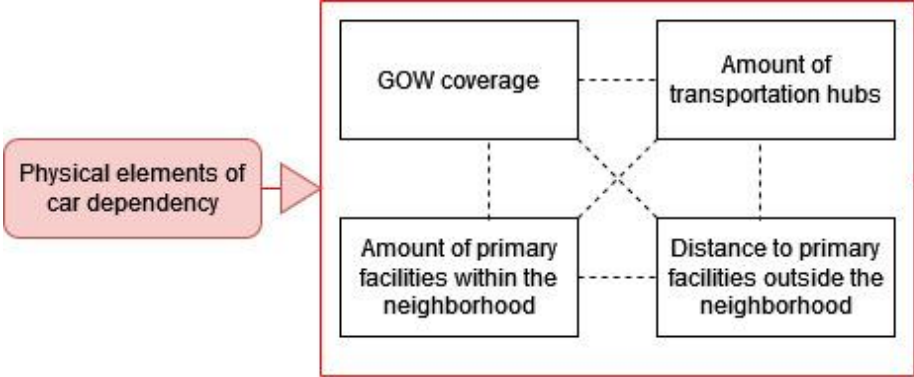 GOW coverage
Amount of
transportation hubs
Physical elements of
car dependency
Amount of primary
facilities within the
neighborhood
Distance to primary
facilities outside the
neighborhood